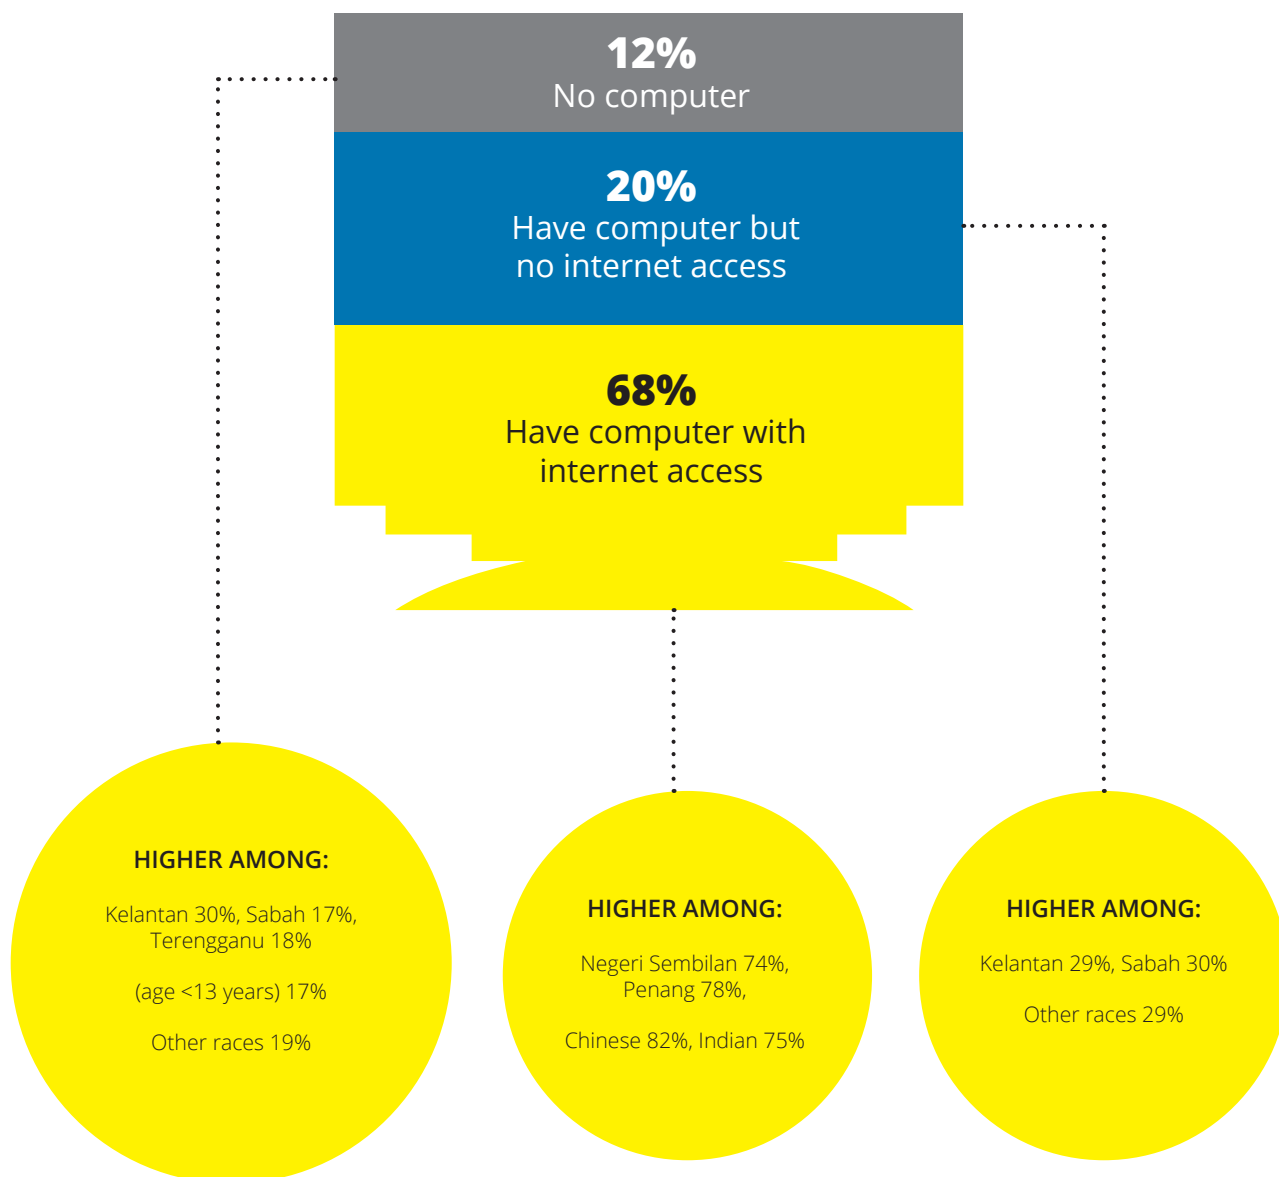 12%
No computer
20%
Have computer but
no internet access
68%
Have computer with
internet access
HIGHER AMONG:
Kelantan 30%, Sabah 17%,
Terengganu 18%
(age <13 years) 17%
Other races 19%
HIGHER AMONG:
Negeri Sembilan 74%,
Penang 78%,
Chinese 82%, Indian 75%
HIGHER AMONG:
Kelantan 29%, Sabah 30%
Other races 29%